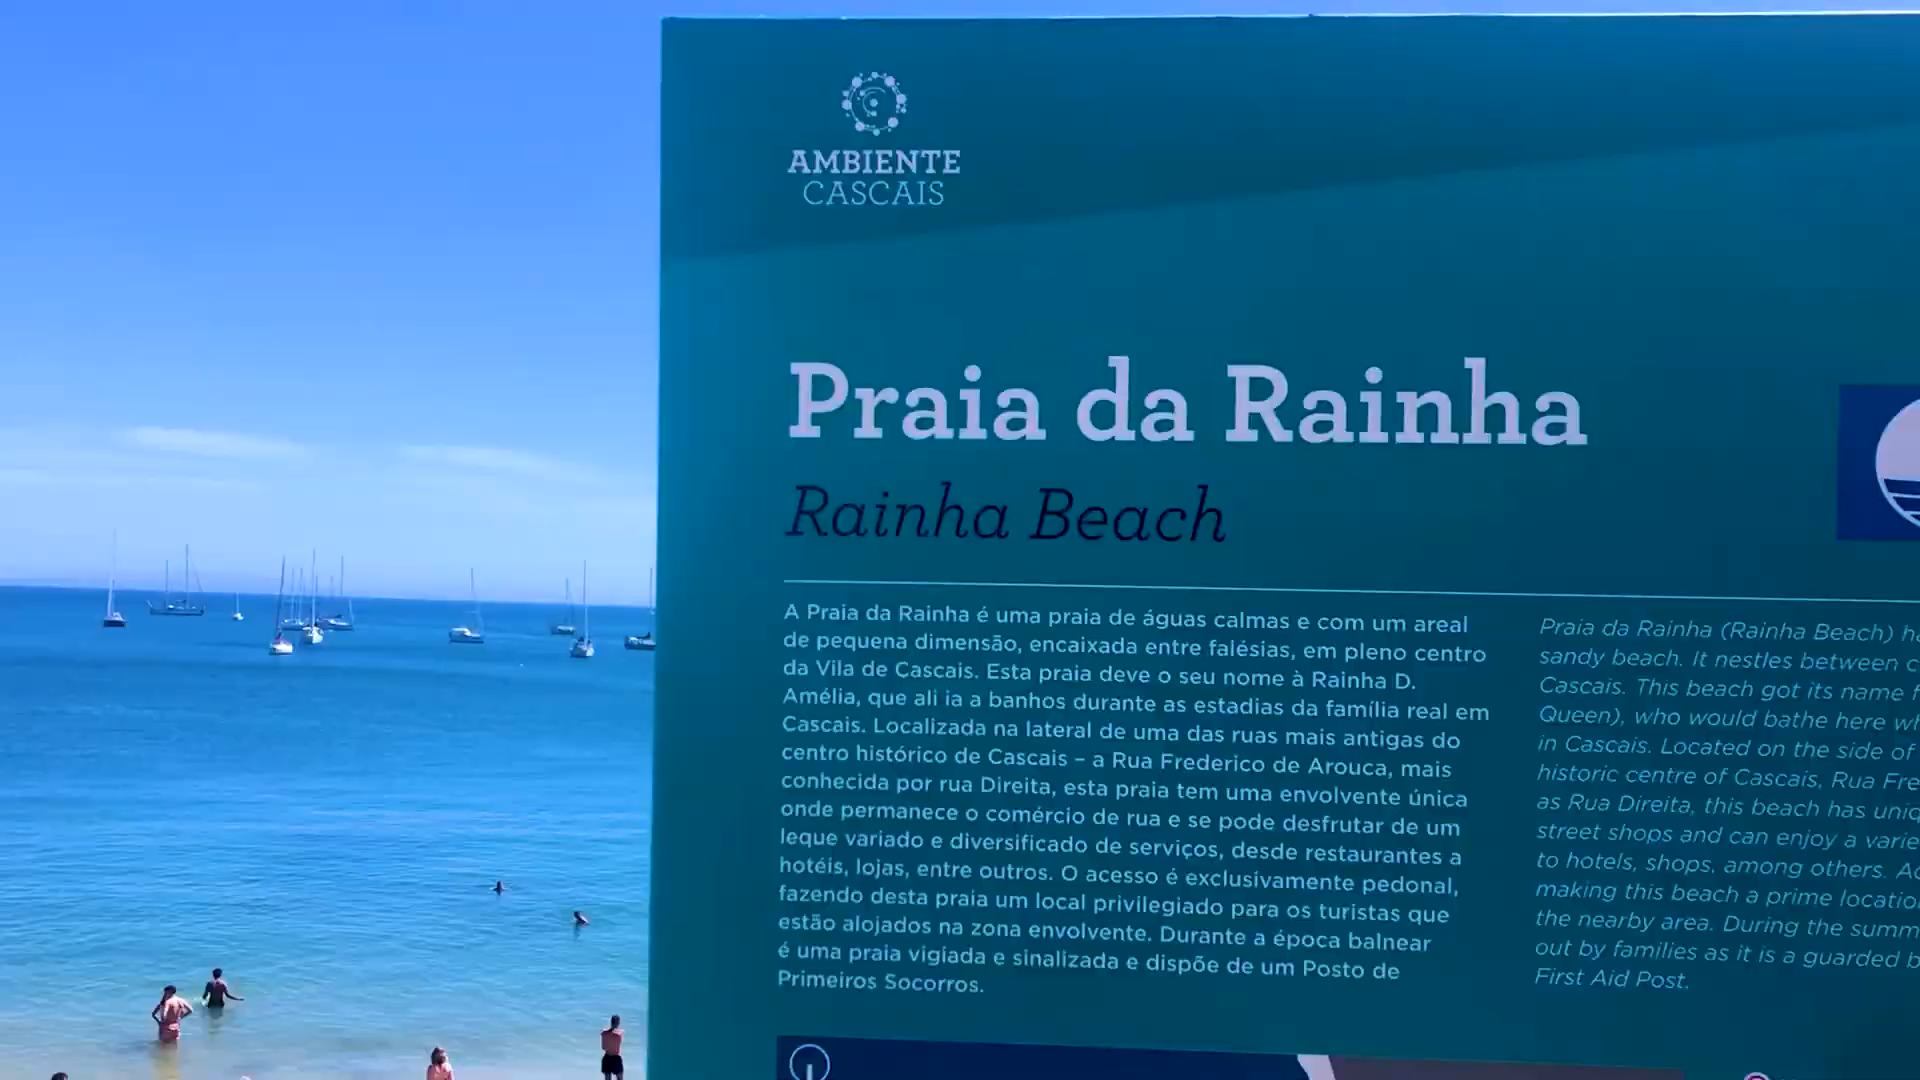 AMBIENTE
CASCAIS
Praia da Rainha
Rainha Beach
A Praia da Rainha é uma praia de águas calmas e com um areal
de pequena dimensão, encaixada entre falésias, em pleno centro
da Vila de Cascais. Esta praia deve o seu nome à Rainha D.
Amélia, que ali ia a banhos durante as estadias da família real em
Cascais. Localizada na lateral de uma das ruas mais antigas do
centro histórico de Cascais – a Rua Frederico de Arouca, mais
conhecida por rua Direita, esta praia tem uma envolvente única
onde permanece o comércio de rua e se pode desfrutar de um
leque variado e diversificado de serviços, desde restaurantes a
hotéis, lojas, entre outros. O acesso é exclusivamente pedonal,
fazendo desta praia um local privilegiado para os turistas que
estão alojados na zona envolvente. Durante a época balnear
é uma praia vigiada e sinalizada e dispõe de um Posto de
Primeiros Socorros.
Praia da Rainha (Rainha Beach)
sandy beach. It nestles between
Cascais. This beach got its name
Queen), who would bathe here
in Cascais. Located on the side of
historic centre of Cascais, Rua
as Rua Direita, this beach has
street shops and can enjoy a
to hotels, shops, among others.
making this beach a prime
the nearby area. During the
out by families as it is a guarded
First Aid Post.